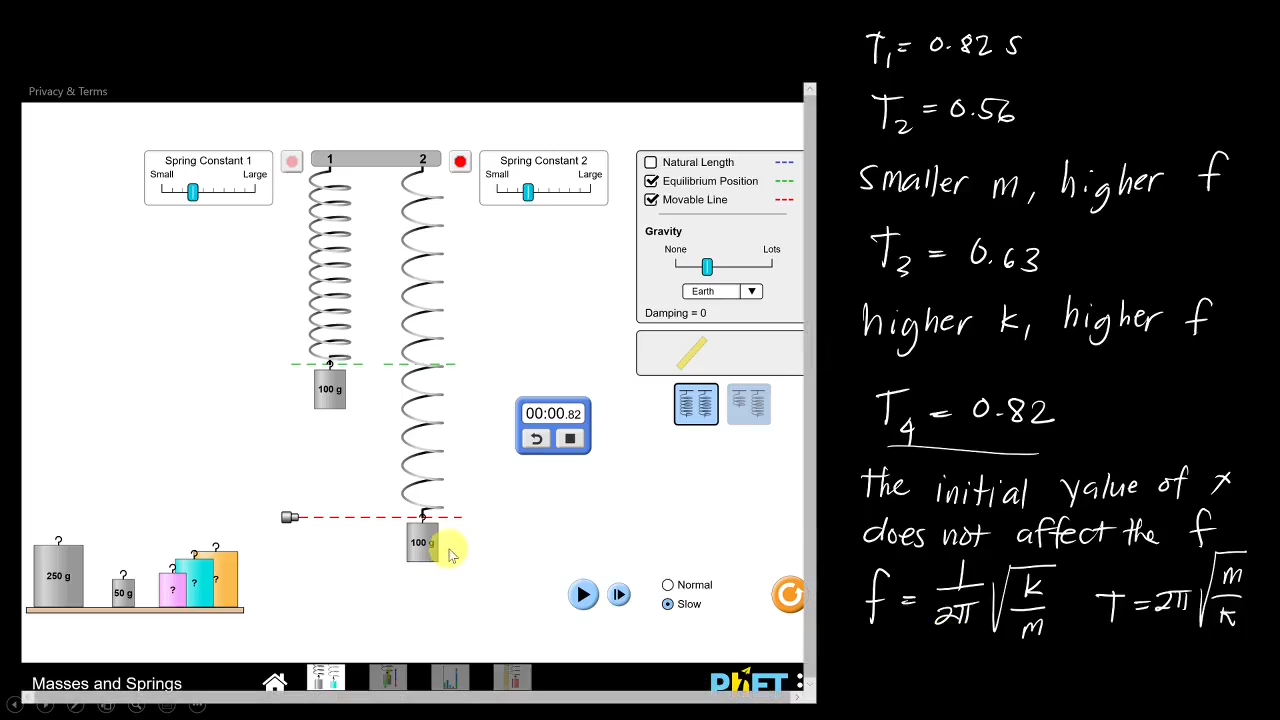 Privacy & Terms
Spring Constant 1
Small Large
1 2
Spring Constant 2
Small Large
Natural Length
Equilibrium Position
Movable Line
Gravity
None Lots
Earth
Damping = 0
100 g
00:00.82
100 g
250 g
50 g
?
?
?
Normal
Slow
Masses and Springs
PhET
T₁ = 0.82 s
T₂ = 0.56
smaller m, higher f
T₃ = 0.63
higher k, higher f
T₄ = 0.82
the initial value of x
does not affect the f
f = 1/2π √k/m T = 2π √m/k